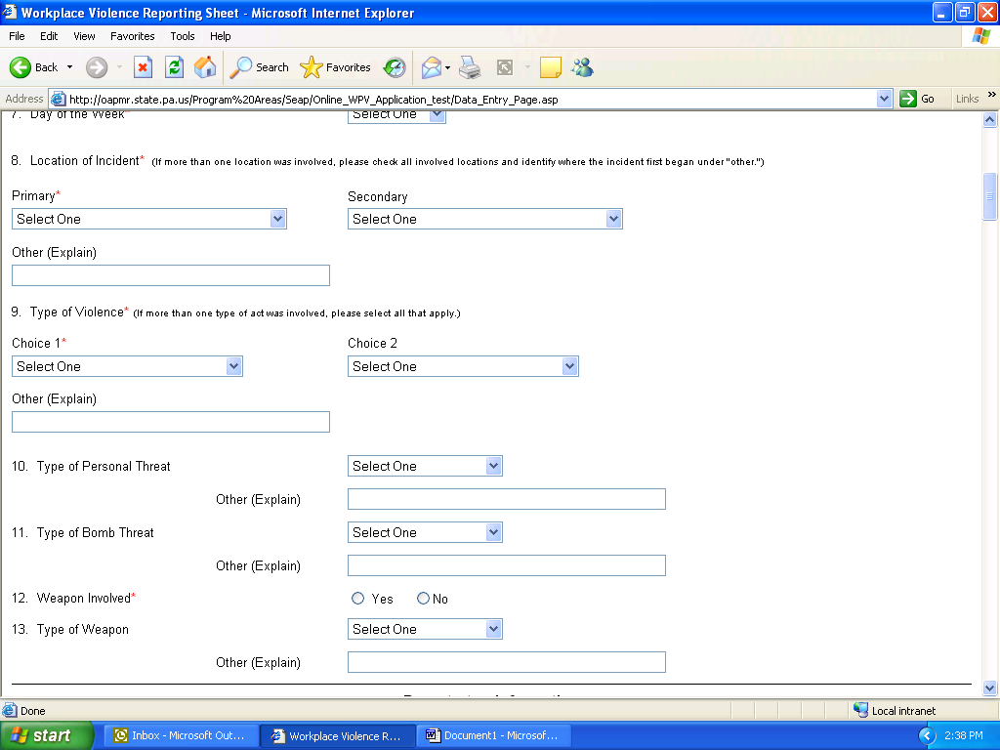 Workplace Violence Reporting Sheet - Microsoft Internet Explorer
File Edit View Favorites Tools Help
Back Search Favorites
Address http://oapmr.state.pa.us/Program%20Areas/Seap/Online_WPV_Application_test/Data_Entry_Page.asp Go Links »
7. Day of the Week* Select One
8. Location of Incident* (If more than one location was involved, please check all involved locations and identify where the incident first began under "other.")
Primary* Secondary
Select One Select One
Other (Explain)
9. Type of Violence* (If more than one type of act was involved, please select all that apply.)
Choice 1* Choice 2
Select One Select One
Other (Explain)
10. Type of Personal Threat Select One
Other (Explain)
11. Type of Bomb Threat Select One
Other (Explain)
12. Weapon Involved* Yes No
13. Type of Weapon Select One
Other (Explain)
Done Local intranet
start Inbox - Microsoft Out... Workplace Violence R... Document1 - Microsof... 2:38 PM